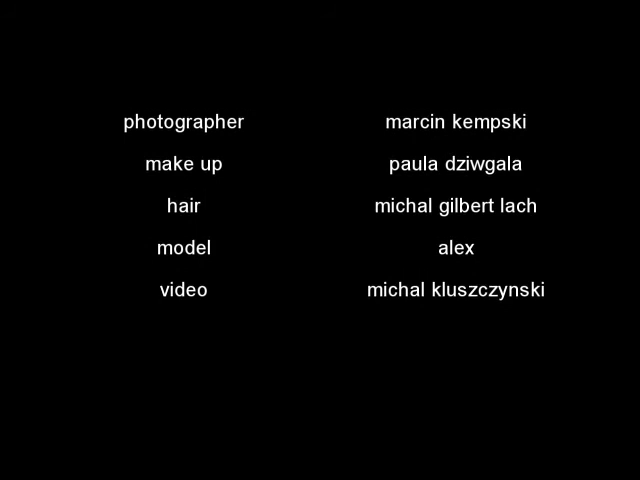 photographer marcin kempski
make up paula dziwgala
hair michal gilbert lach
model alex
video michal kluszczynski